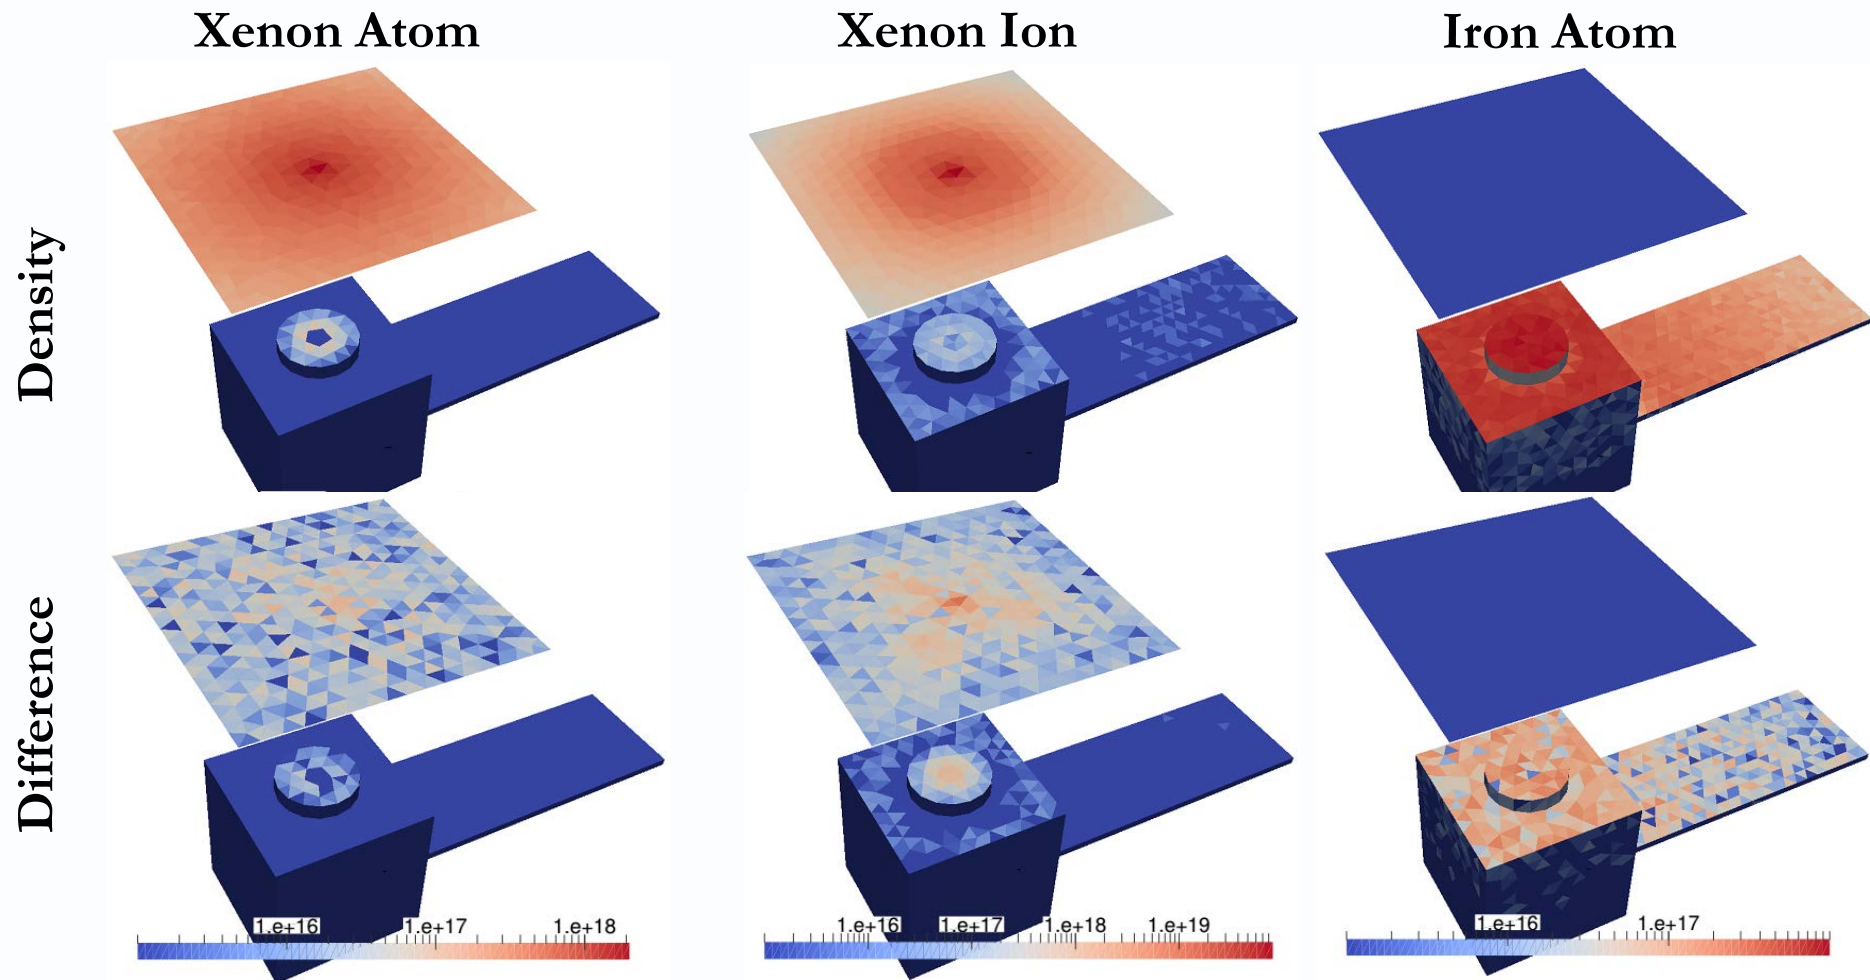 Xenon Atom
Xenon Ion
Iron Atom
Density
Difference
1.e+16 1.e+17 1.e+18
1.e+16 1.e+17 1.e+18 1.e+19
1.e+16 1.e+17